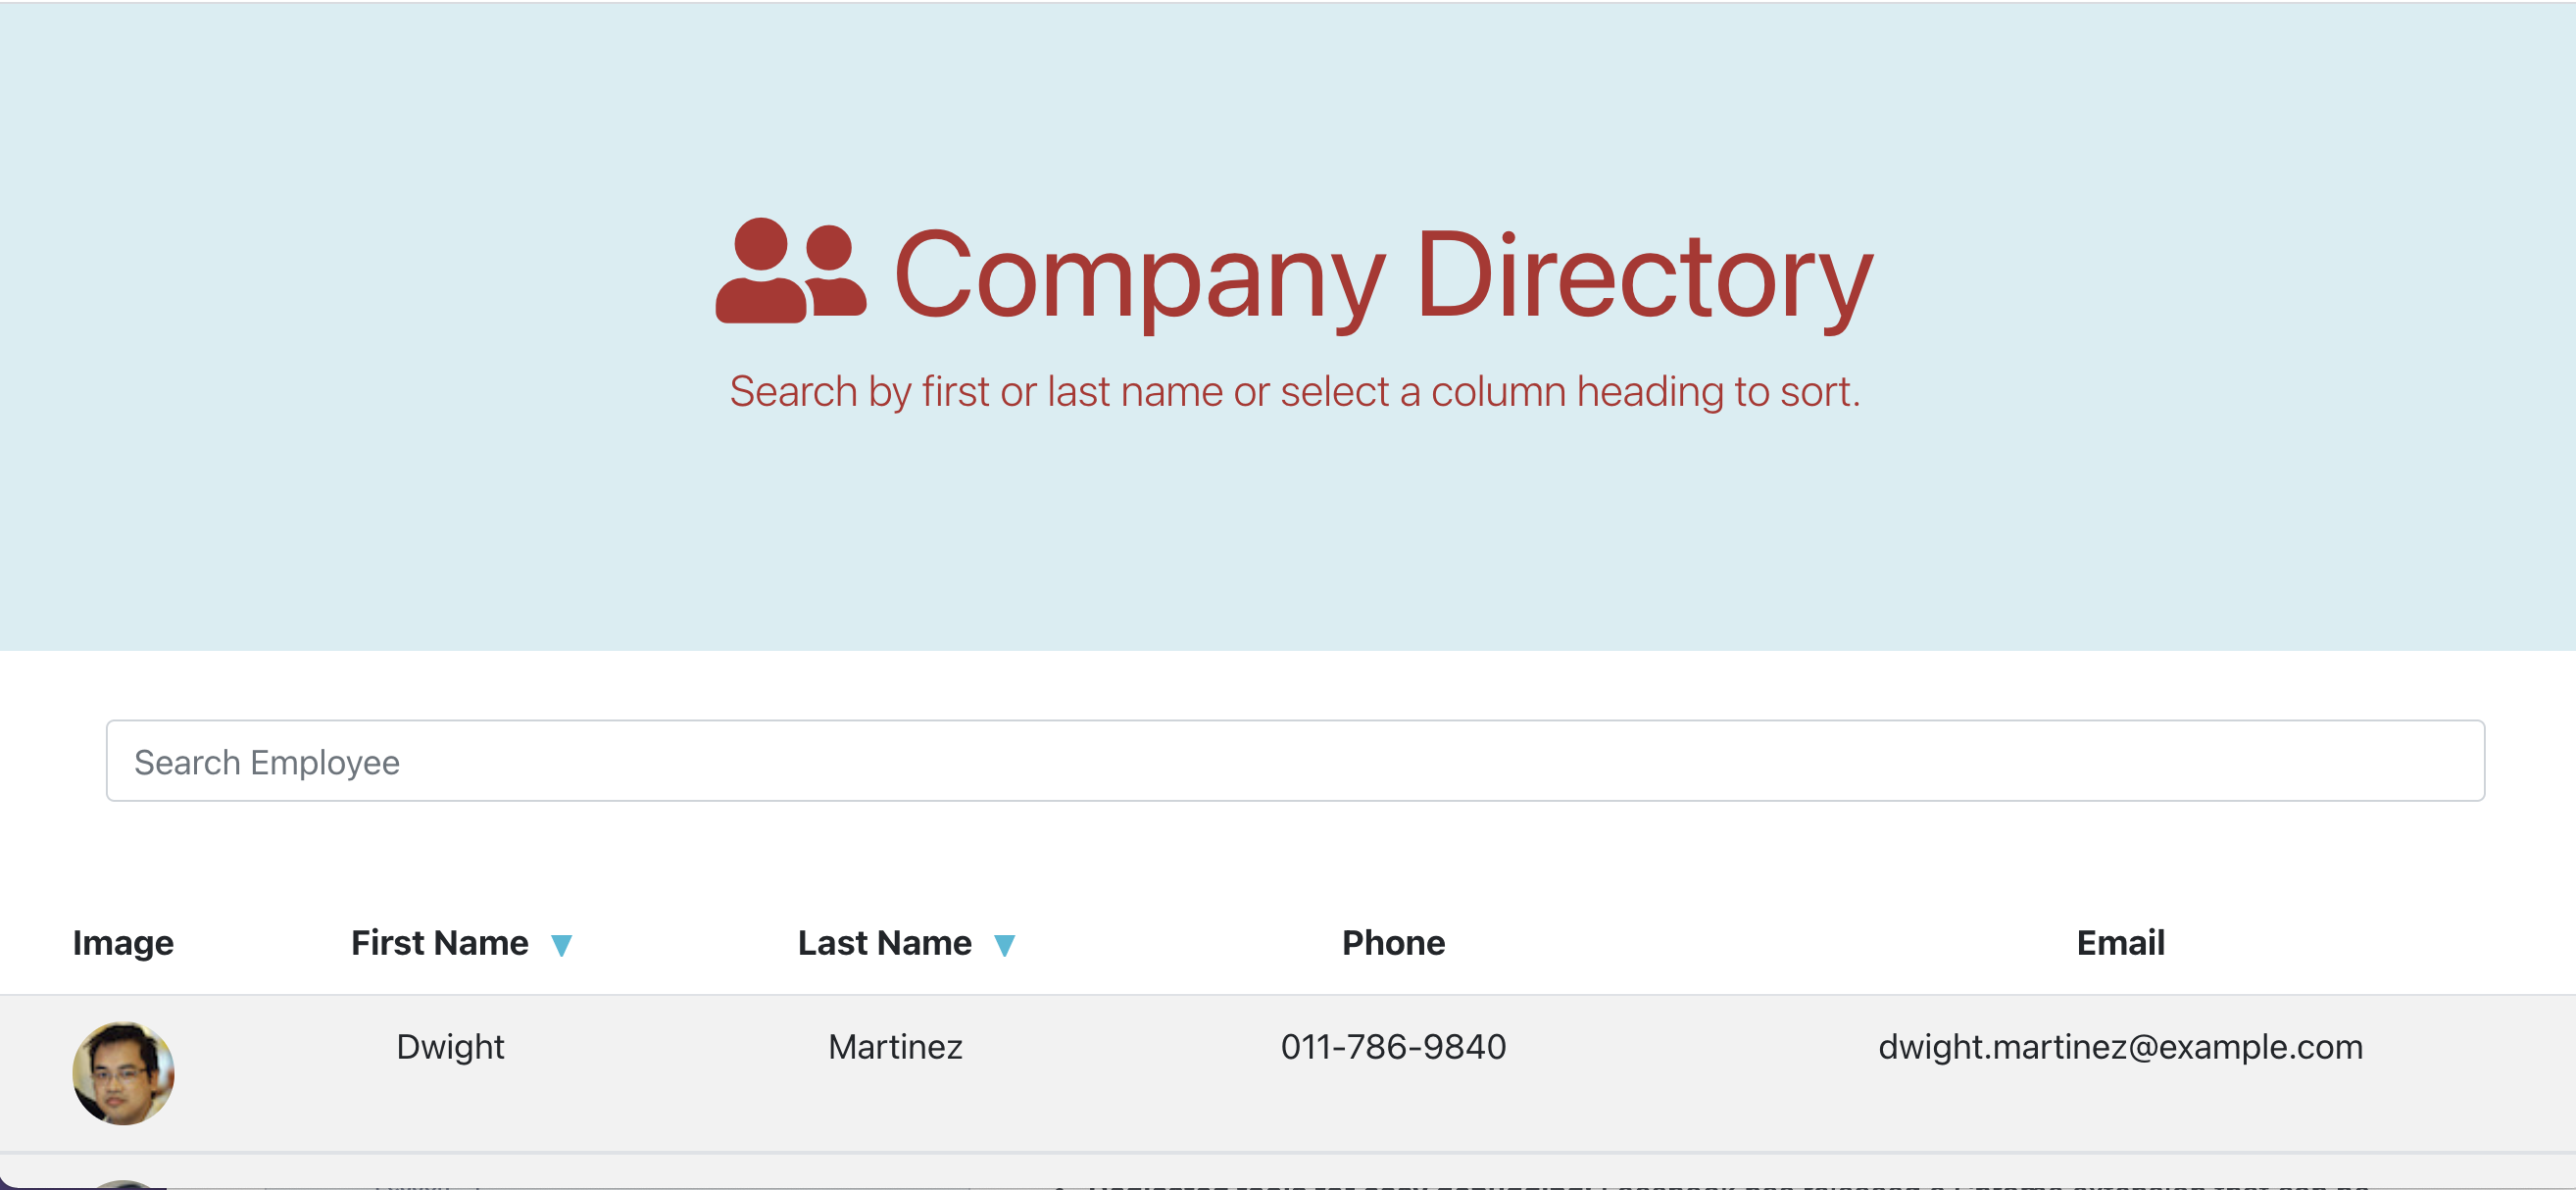 Company Directory
Search by first or last name or select a column heading to sort.
Search Employee
Image First Name ▼ Last Name ▼ Phone Email
Dwight Martinez 011-786-9840 dwight.martinez@example.com